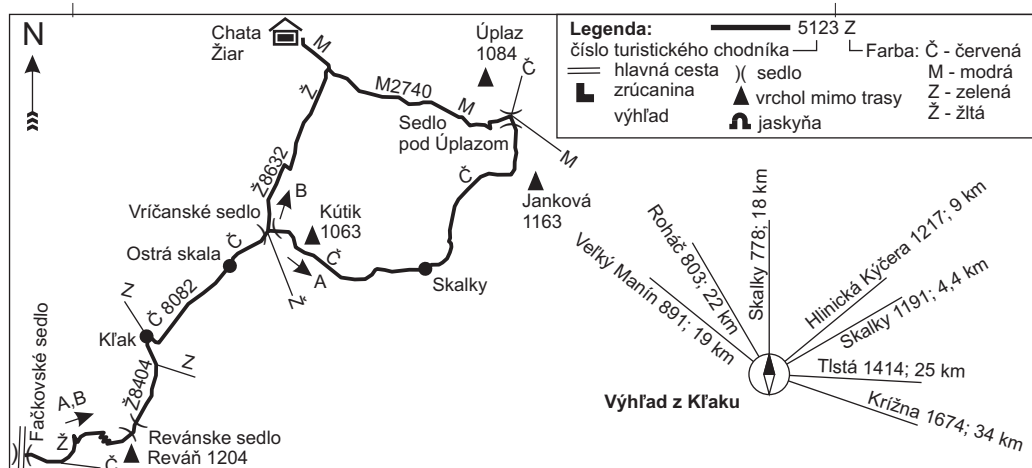 N
Chata
Žiar
M
Úplaz
1084
Č
M2740
M
Sedlo
pod Úplazom
M
Ž
Ž8632
Č
Janková
1163
B
Vríčanské sedlo
Kútik
1063
Č
A
Ž
Skalky
Č
Ostrá skala
Č 8082
Z
Kľak
Z
Ž8404
Fačkovské sedlo
A,B
Ž
Č
Revánske sedlo
Reváň 1204
Legenda:
5123 Z
číslo turistického chodníka
Farba: Č - červená
M - modrá
Z - zelená
Ž - žltá
hlavná cesta
sedlo
zrúcanina
vrchol mimo trasy
výhľad
jaskyňa
Veľký Manín 891; 19 km
Roháč 803; 22 km
Skalky 778; 18 km
Hlinická Kýčera 1217; 9 km
Skalky 1191; 4,4 km
Tlstá 1414; 25 km
Krížna 1674; 34 km
Výhľad z Kľaku